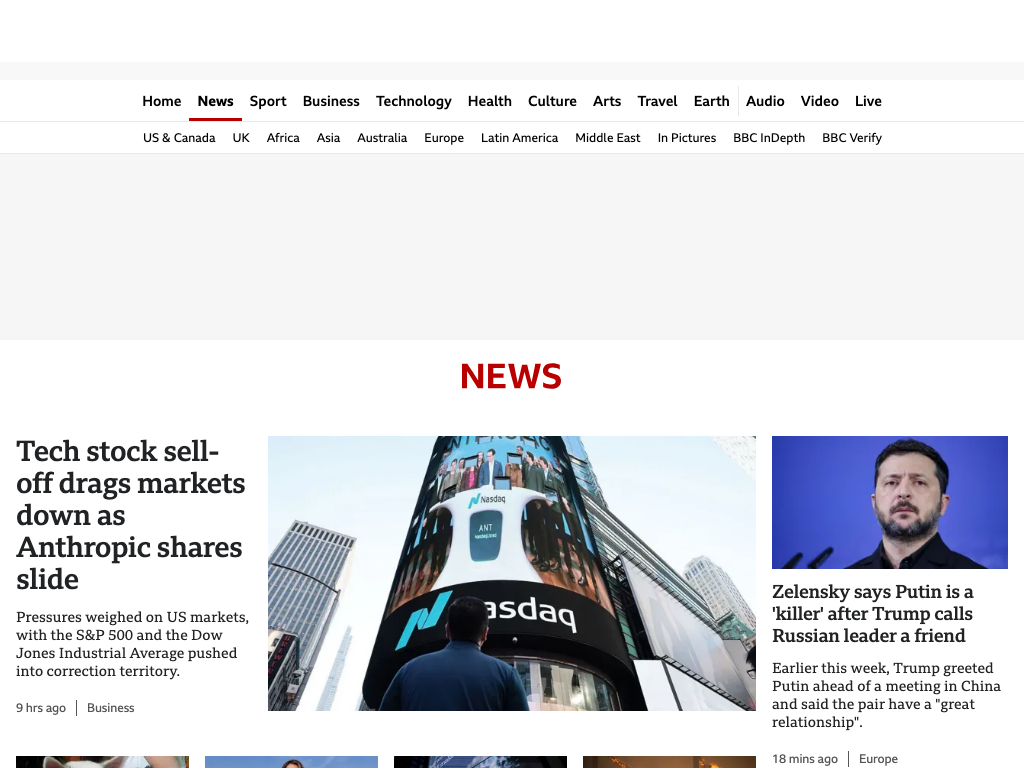 Home News Sport Business Technology Health Culture Arts Travel Earth Audio Video Live
US & Canada UK Africa Asia Australia Europe Latin America Middle East In Pictures BBC InDepth BBC Verify
NEWS
Tech stock sell-
off drags markets
down as
Anthropic shares
slide
Pressures weighed on US markets,
with the S&P 500 and the Dow
Jones Industrial Average pushed
into correction territory.
9 hrs ago
Business
Nasdaq
ANT
asdaq
Zelensky says Putin is a
'killer' after Trump calls
Russian leader a friend
Earlier this week, Trump greeted
Putin ahead of a meeting in China
and said the pair have a "great
relationship".
18 mins ago
Europe